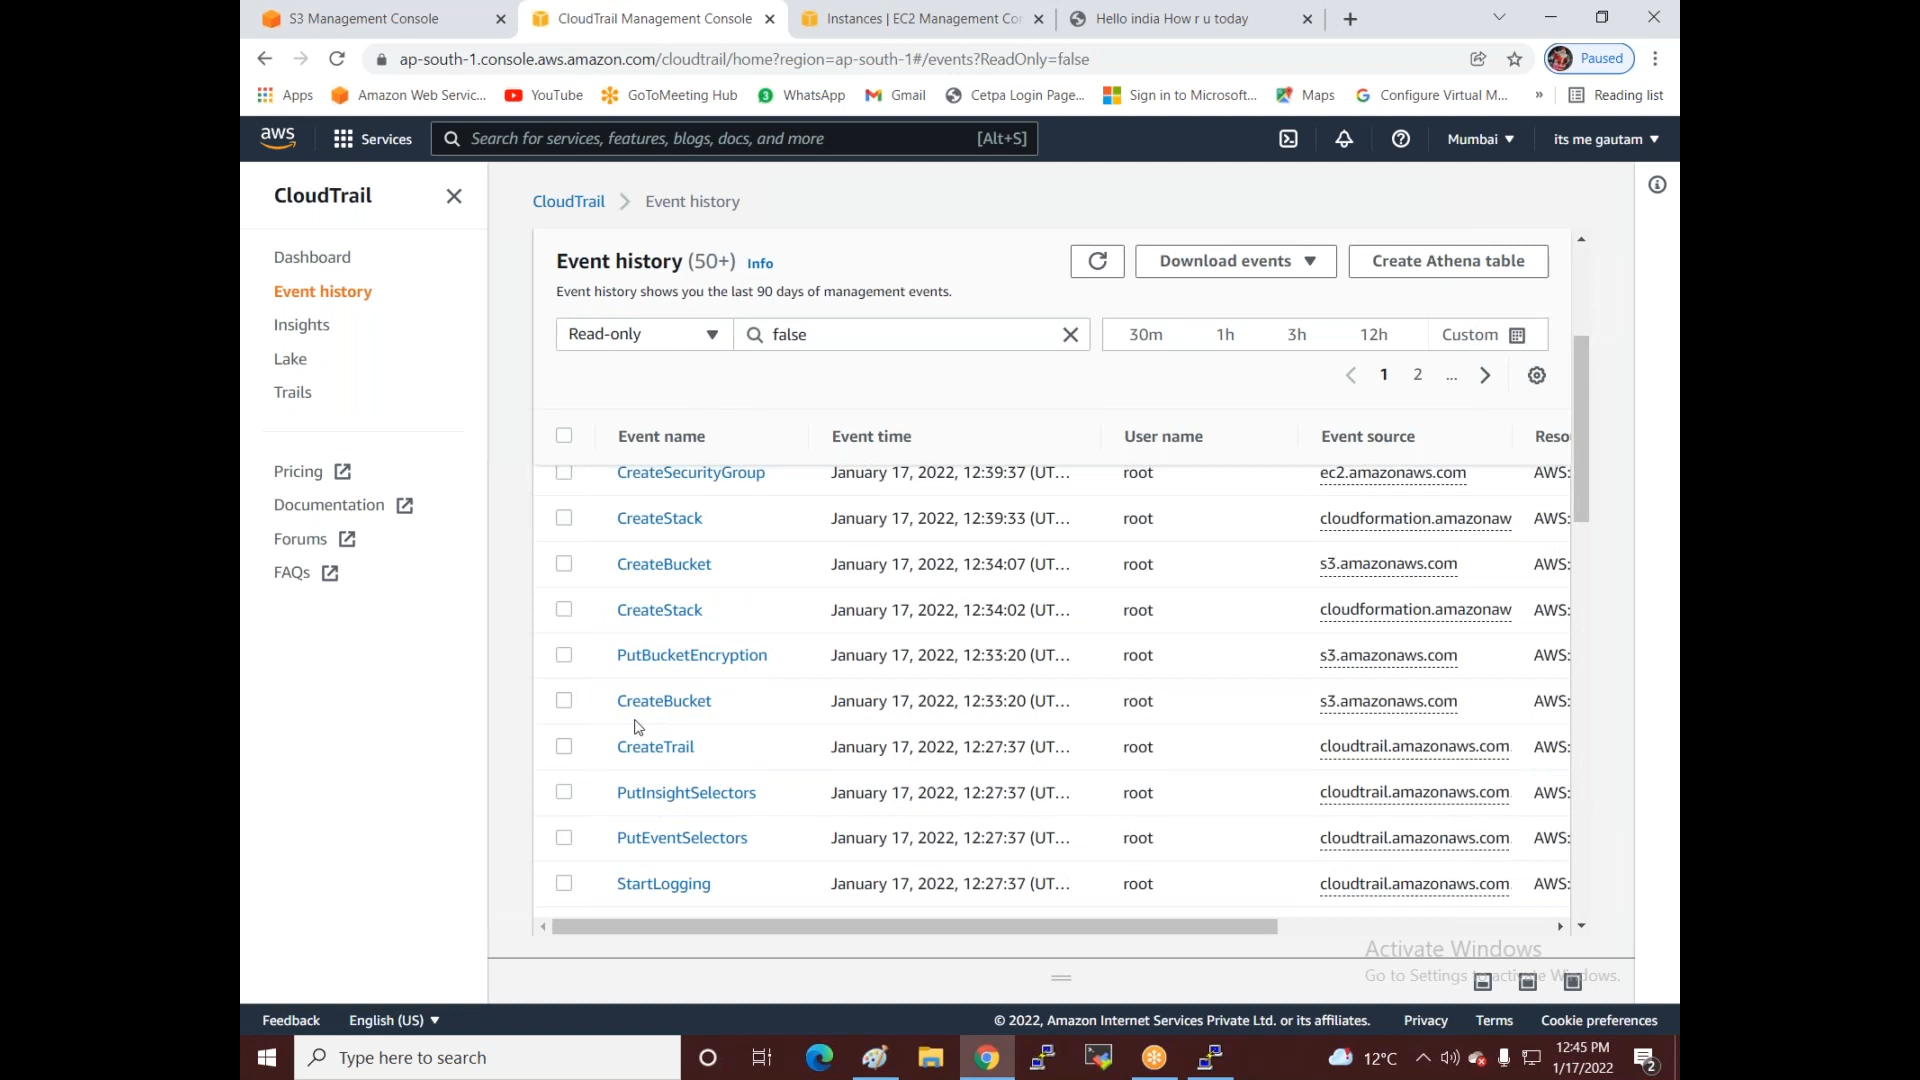 S3 Management Console
CloudTrail Management Console
Instances | EC2 Management Co
Hello india How r u today
ap-south-1.console.aws.amazon.com/cloudtrail/home?region=ap-south-1#/events?ReadOnly=false
Paused
Apps
Amazon Web Servic...
YouTube
GoToMeeting Hub
3
WhatsApp
Gmail
Cetpa Login Page...
Sign in to Microsoft...
Maps
Configure Virtual M...
»
Reading list
aws
Services
Search for services, features, blogs, docs, and more
[Alt+S]
Mumbai
its me gautam
CloudTrail
Dashboard
Event history
Insights
Lake
Trails
Pricing
Documentation
Forums
FAQs
CloudTrail
Event history
Event history (50+) Info
Download events
Create Athena table
Event history shows you the last 90 days of management events.
Read-only
false
30m 1h 3h 12h Custom
1 2 ...
Event name Event time User name Event source Reso
CreateSecurityGroup January 17, 2022, 12:39:37 (UT... root ec2.amazonaws.com AWS:
CreateStack January 17, 2022, 12:39:33 (UT... root cloudformation.amazonaw AWS:
CreateBucket January 17, 2022, 12:34:07 (UT... root s3.amazonaws.com AWS:
CreateStack January 17, 2022, 12:34:02 (UT... root cloudformation.amazonaw AWS:
PutBucketEncryption January 17, 2022, 12:33:20 (UT... root s3.amazonaws.com AWS:
CreateBucket January 17, 2022, 12:33:20 (UT... root s3.amazonaws.com AWS:
CreateTrail January 17, 2022, 12:27:37 (UT... root cloudtrail.amazonaws.com AWS:
PutInsightSelectors January 17, 2022, 12:27:37 (UT... root cloudtrail.amazonaws.com AWS:
PutEventSelectors January 17, 2022, 12:27:37 (UT... root cloudtrail.amazonaws.com AWS:
StartLogging January 17, 2022, 12:27:37 (UT... root cloudtrail.amazonaws.com AWS:
Activate Windows
Go to Settings to activate Windows.
Feedback
English (US)
© 2022, Amazon Internet Services Private Ltd. or its affiliates.
Privacy
Terms
Cookie preferences
Type here to search
12°C
12:45 PM
1/17/2022
2